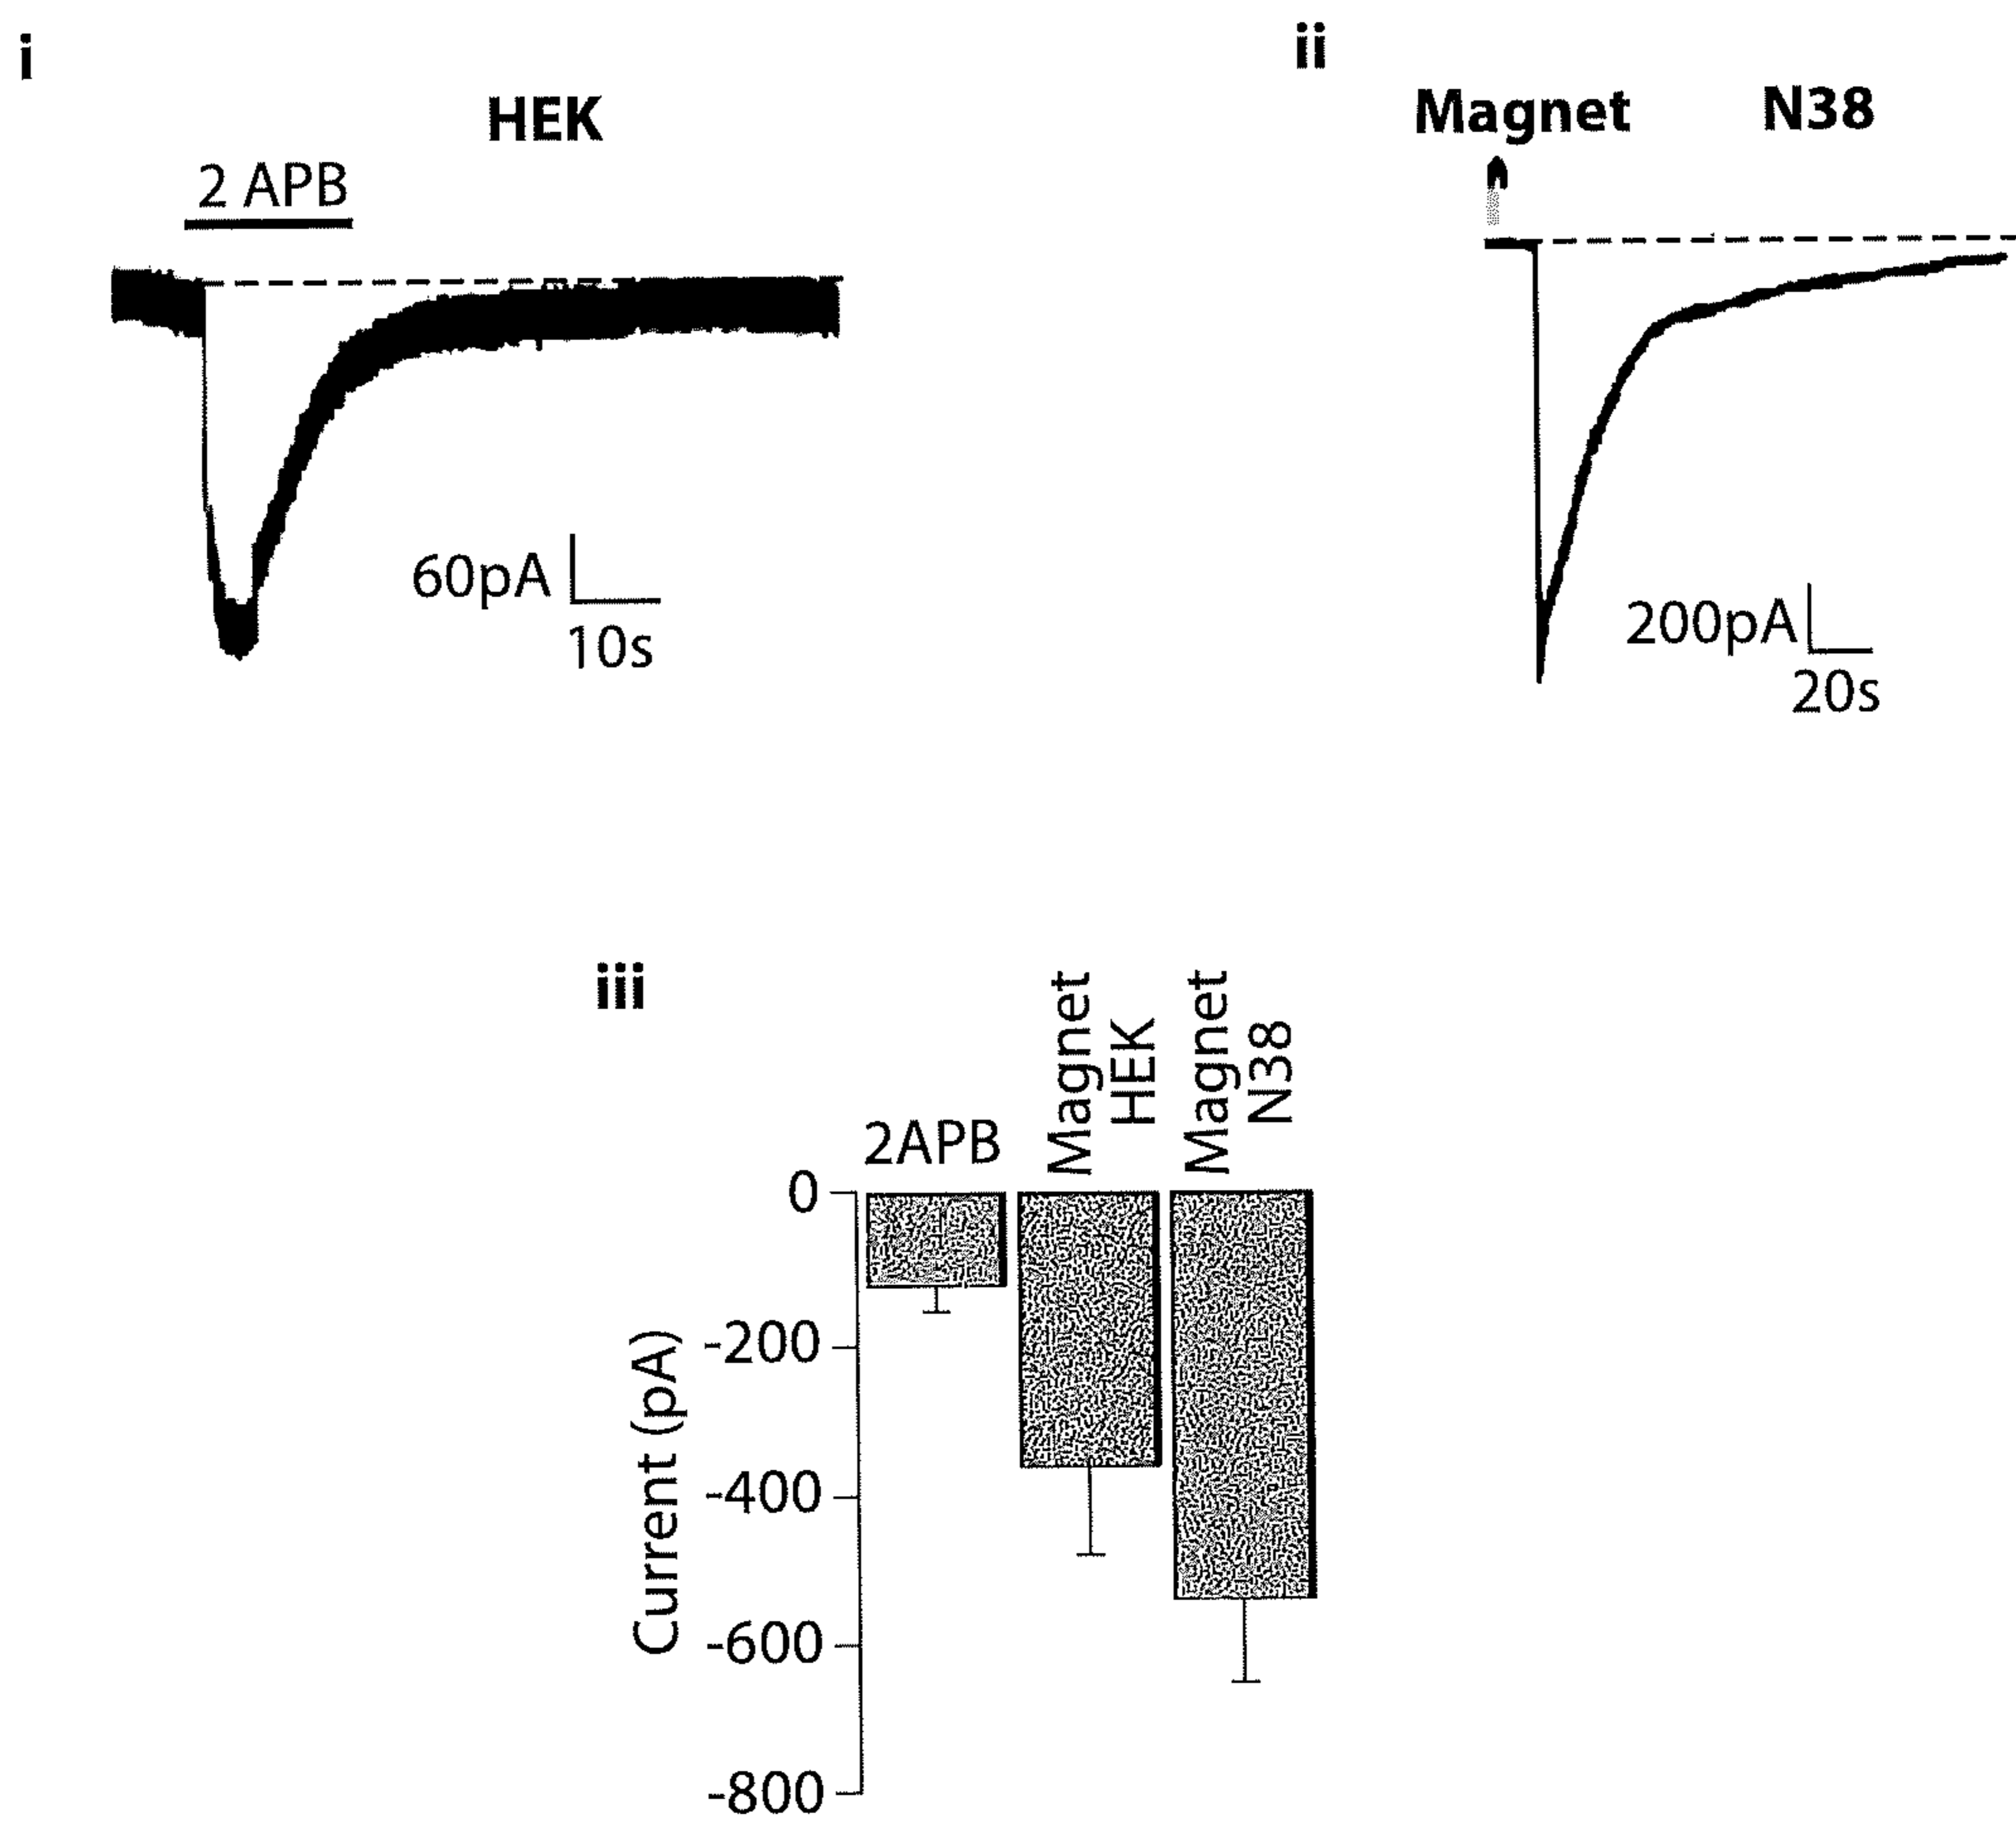 i
HEK
2 APB
60pA
10s
ii
Magnet
N38
200pA
20s
iii
2APB
Magnet
HEK
Magnet
N38
Current (pA)
0
-200
-400
-600
-800